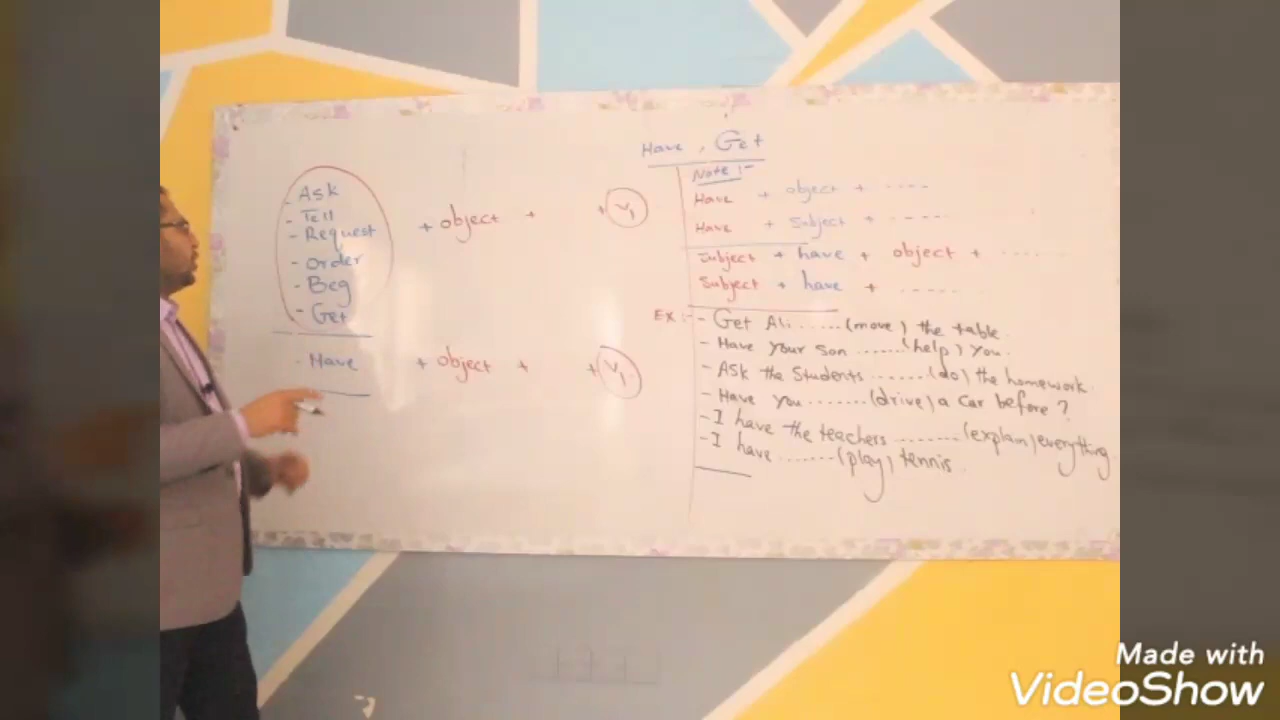 - Ask
- Tell
- Request
- order
- Beg
- Get
+ object + + V1
- Have + object + + V1
Have , Get
Note :-
Have + object + ....
Have + Subject + .....
Subject + have + object + ......
Subject + have + .....
Ex :- - Get Ali ...... (move) the table.
- Have your son ....... (help) you.
- Ask the Students ....... (do) the homework.
- Have you ........ (drive) a car before?
- I have the teachers ......... (explain) everything.
- I have ....... (play) tennis.
Made with
VideoShow